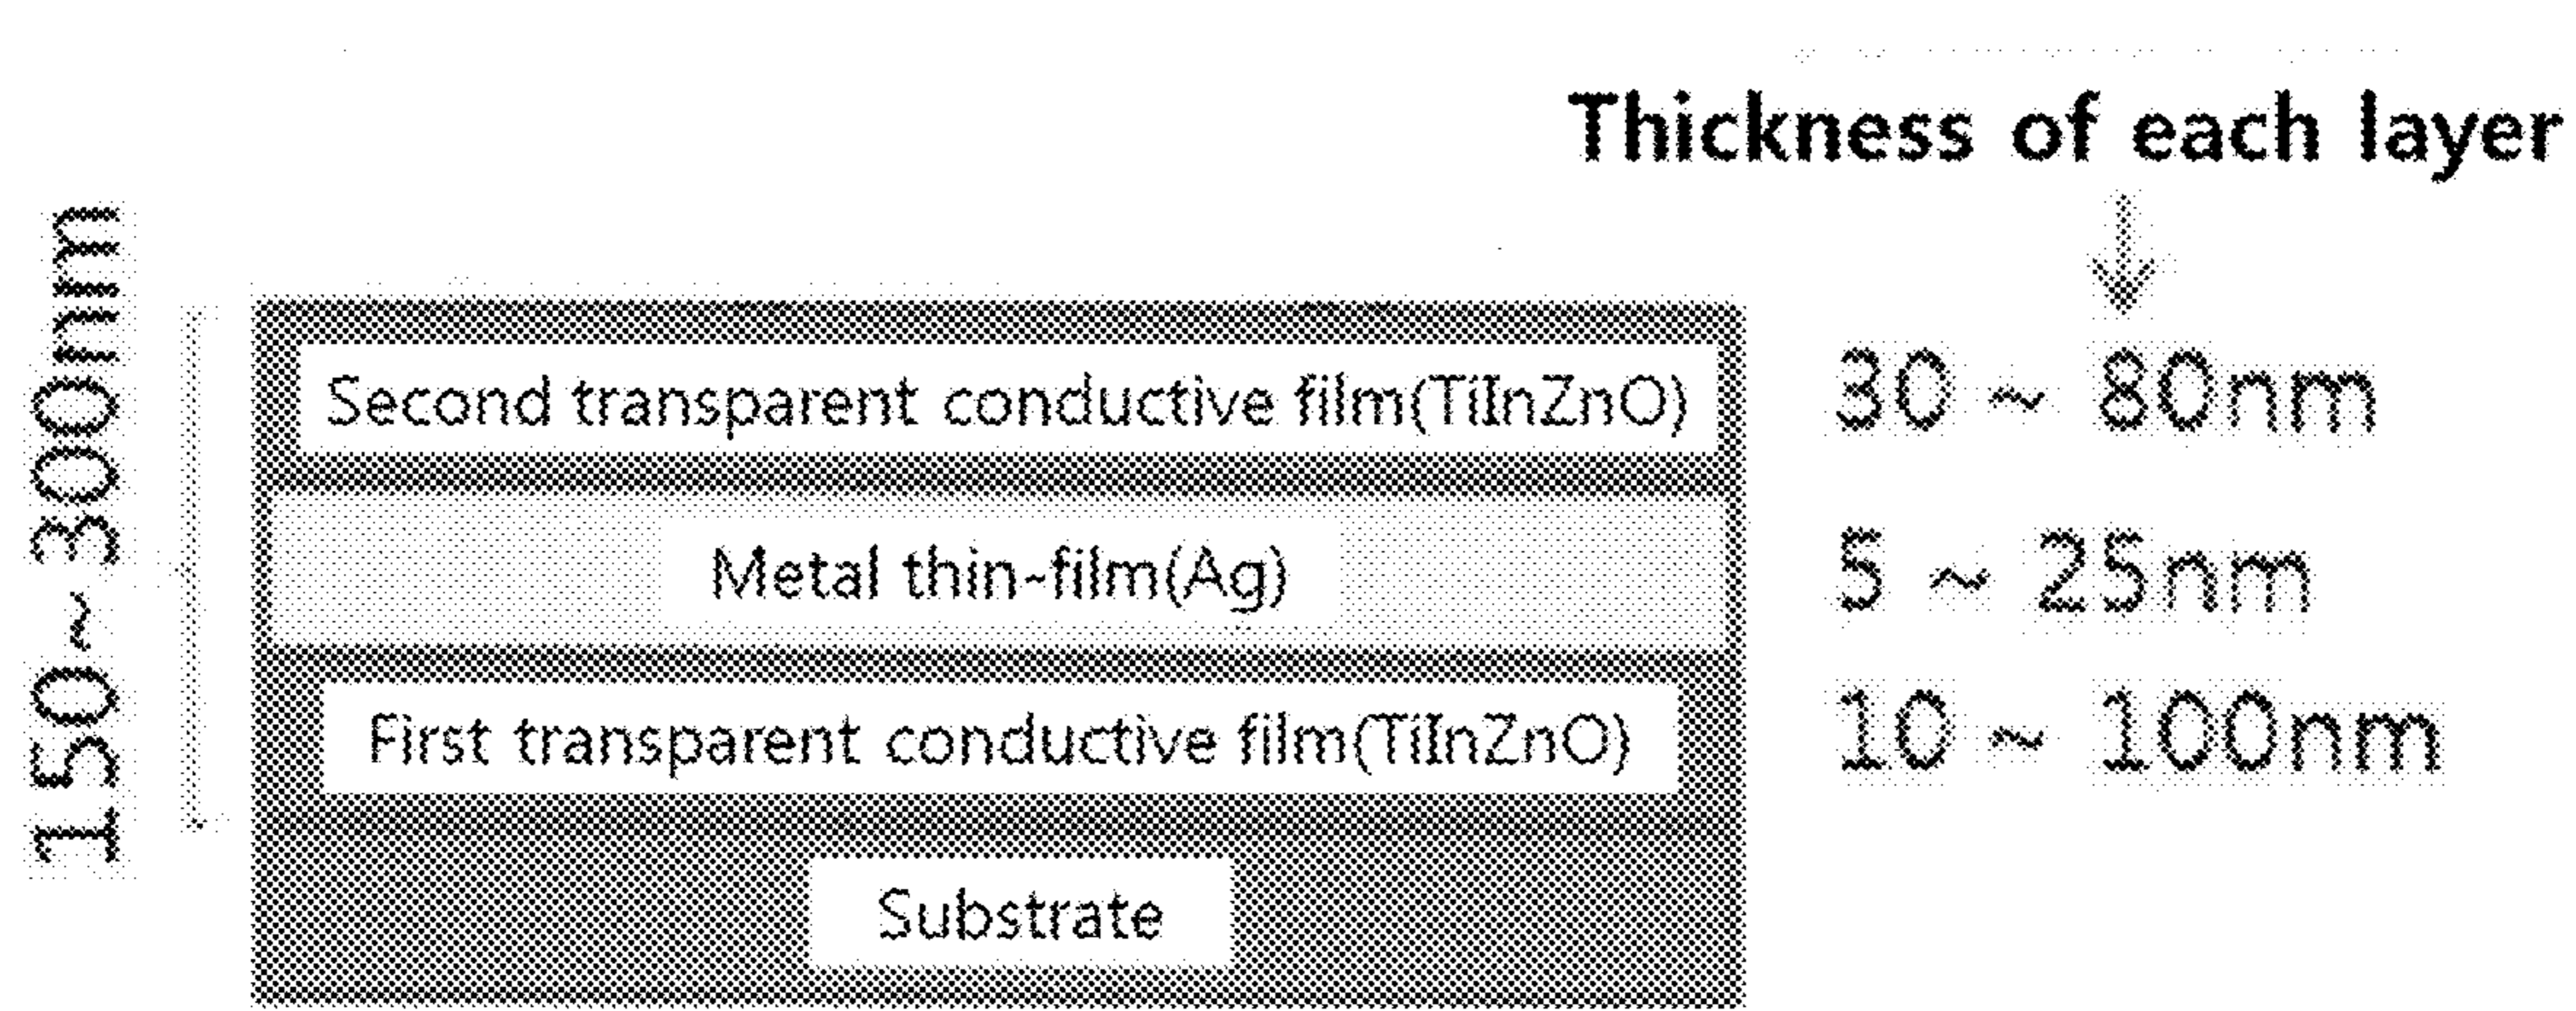 Thickness of each layer
150~ 300nm
Second transparent conductive film(TiInZnO)
30 ~ 80nm
Metal thin-film(Ag)
5 ~ 25nm
First transparent conductive film(TiInZnO)
10 ~ 100nm
Substrate